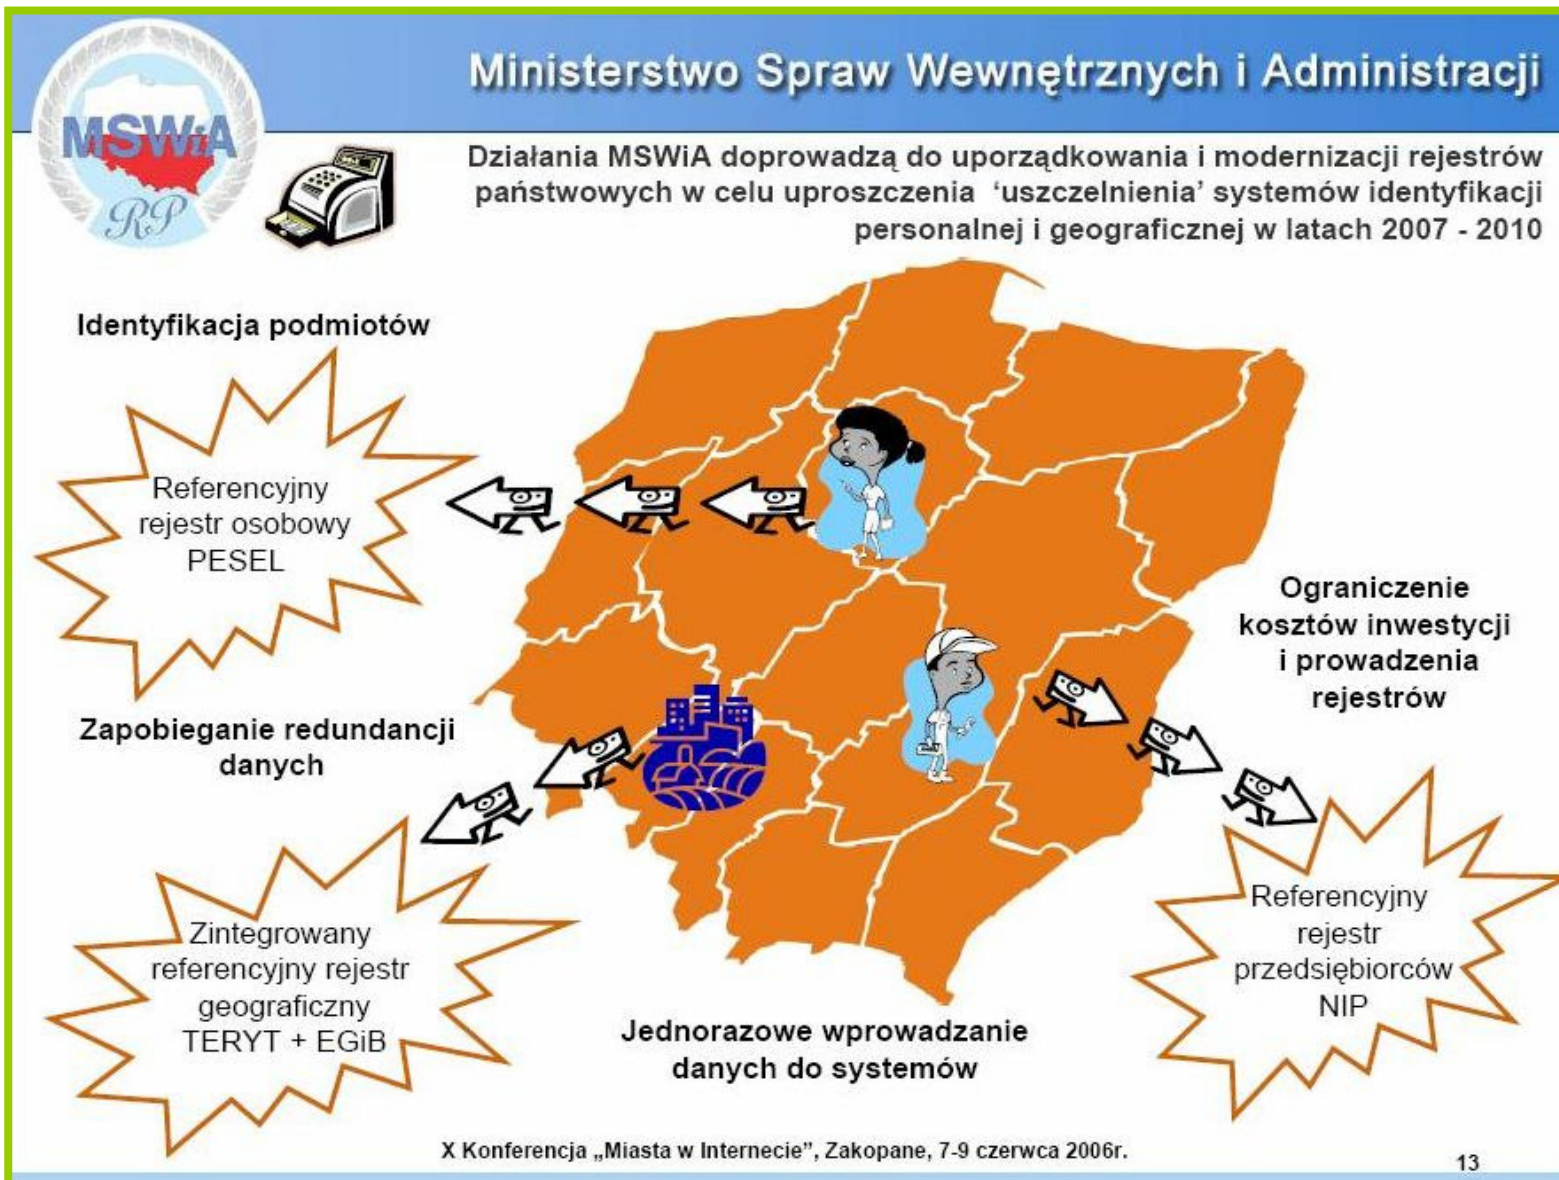 Ministerstwo Spraw Wewnętrznych i Administracji
MSWiA
RP
Działania MSWiA doprowadzą do uporządkowania i modernizacji rejestrów
państwowych w celu uproszczenia ‘uszczelnienia’ systemów identyfikacji
personalnej i geograficznej w latach 2007 - 2010
Identyfikacja podmiotów
Referencyjny
rejestr osobowy
PESEL
Ograniczenie
kosztów inwestycji
i prowadzenia
rejestrów
Zapobieganie redundancji
danych
Zintegrowany
referencyjny rejestr
geograficzny
TERYT + EGiB
Referencyjny
rejestr
przedsiębiorców
NIP
Jednorazowe wprowadzanie
danych do systemów
X Konferencja „Miasta w Internecie”, Zakopane, 7-9 czerwca 2006r.
13